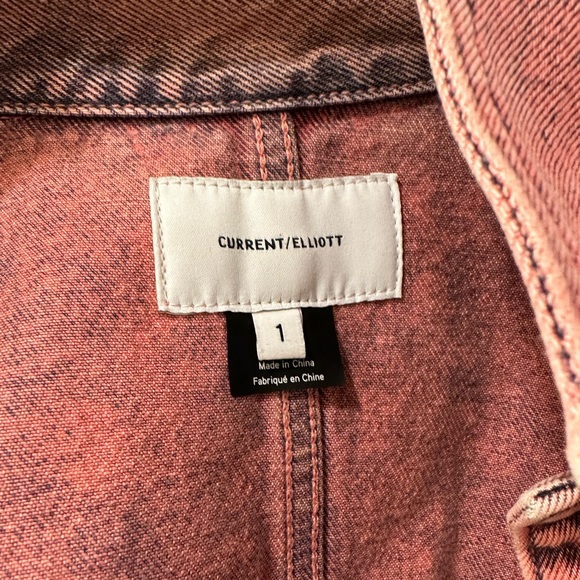 CURRENT/ELLIOTT
1
Made in China
Fabriqué en Chine